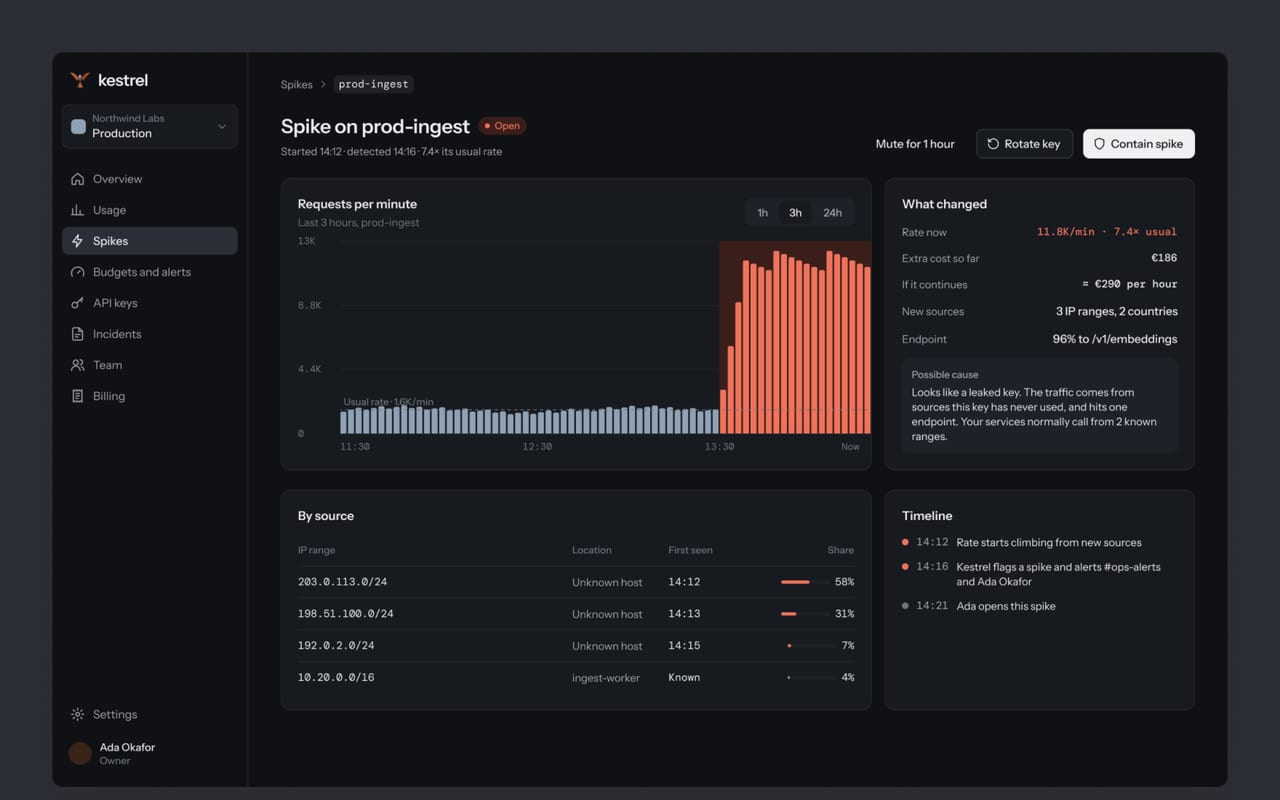 kestrel
Northwind Labs
Production
Overview
Usage
Spikes
Budgets and alerts
API keys
Incidents
Team
Billing
Settings
Ada Okafor
Owner
Spikes > prod-ingest
Spike on prod-ingest
Open
Started 14:12 · detected 14:16 · 7.4× its usual rate
Mute for 1 hour
Rotate key
Contain spike
Requests per minute
Last 3 hours, prod-ingest
1h 3h 24h
13K
8.8K
4.4K
Usual rate · 1.6K/min
0
11:30 12:30 13:30 Now
What changed
Rate now 11.8K/min · 7.4× usual
Extra cost so far €186
If it continues ≈ €290 per hour
New sources 3 IP ranges, 2 countries
Endpoint 96% to /v1/embeddings
Possible cause
Looks like a leaked key. The traffic comes from
sources this key has never used, and hits one
endpoint. Your services normally call from 2 known
ranges.
By source
IP range Location First seen Share
203.0.113.0/24 Unknown host 14:12 58%
198.51.100.0/24 Unknown host 14:13 31%
192.0.2.0/24 Unknown host 14:15 7%
10.20.0.0/16 ingest-worker Known 4%
Timeline
14:12 Rate starts climbing from new sources
14:16 Kestrel flags a spike and alerts #ops-alerts
and Ada Okafor
14:21 Ada opens this spike